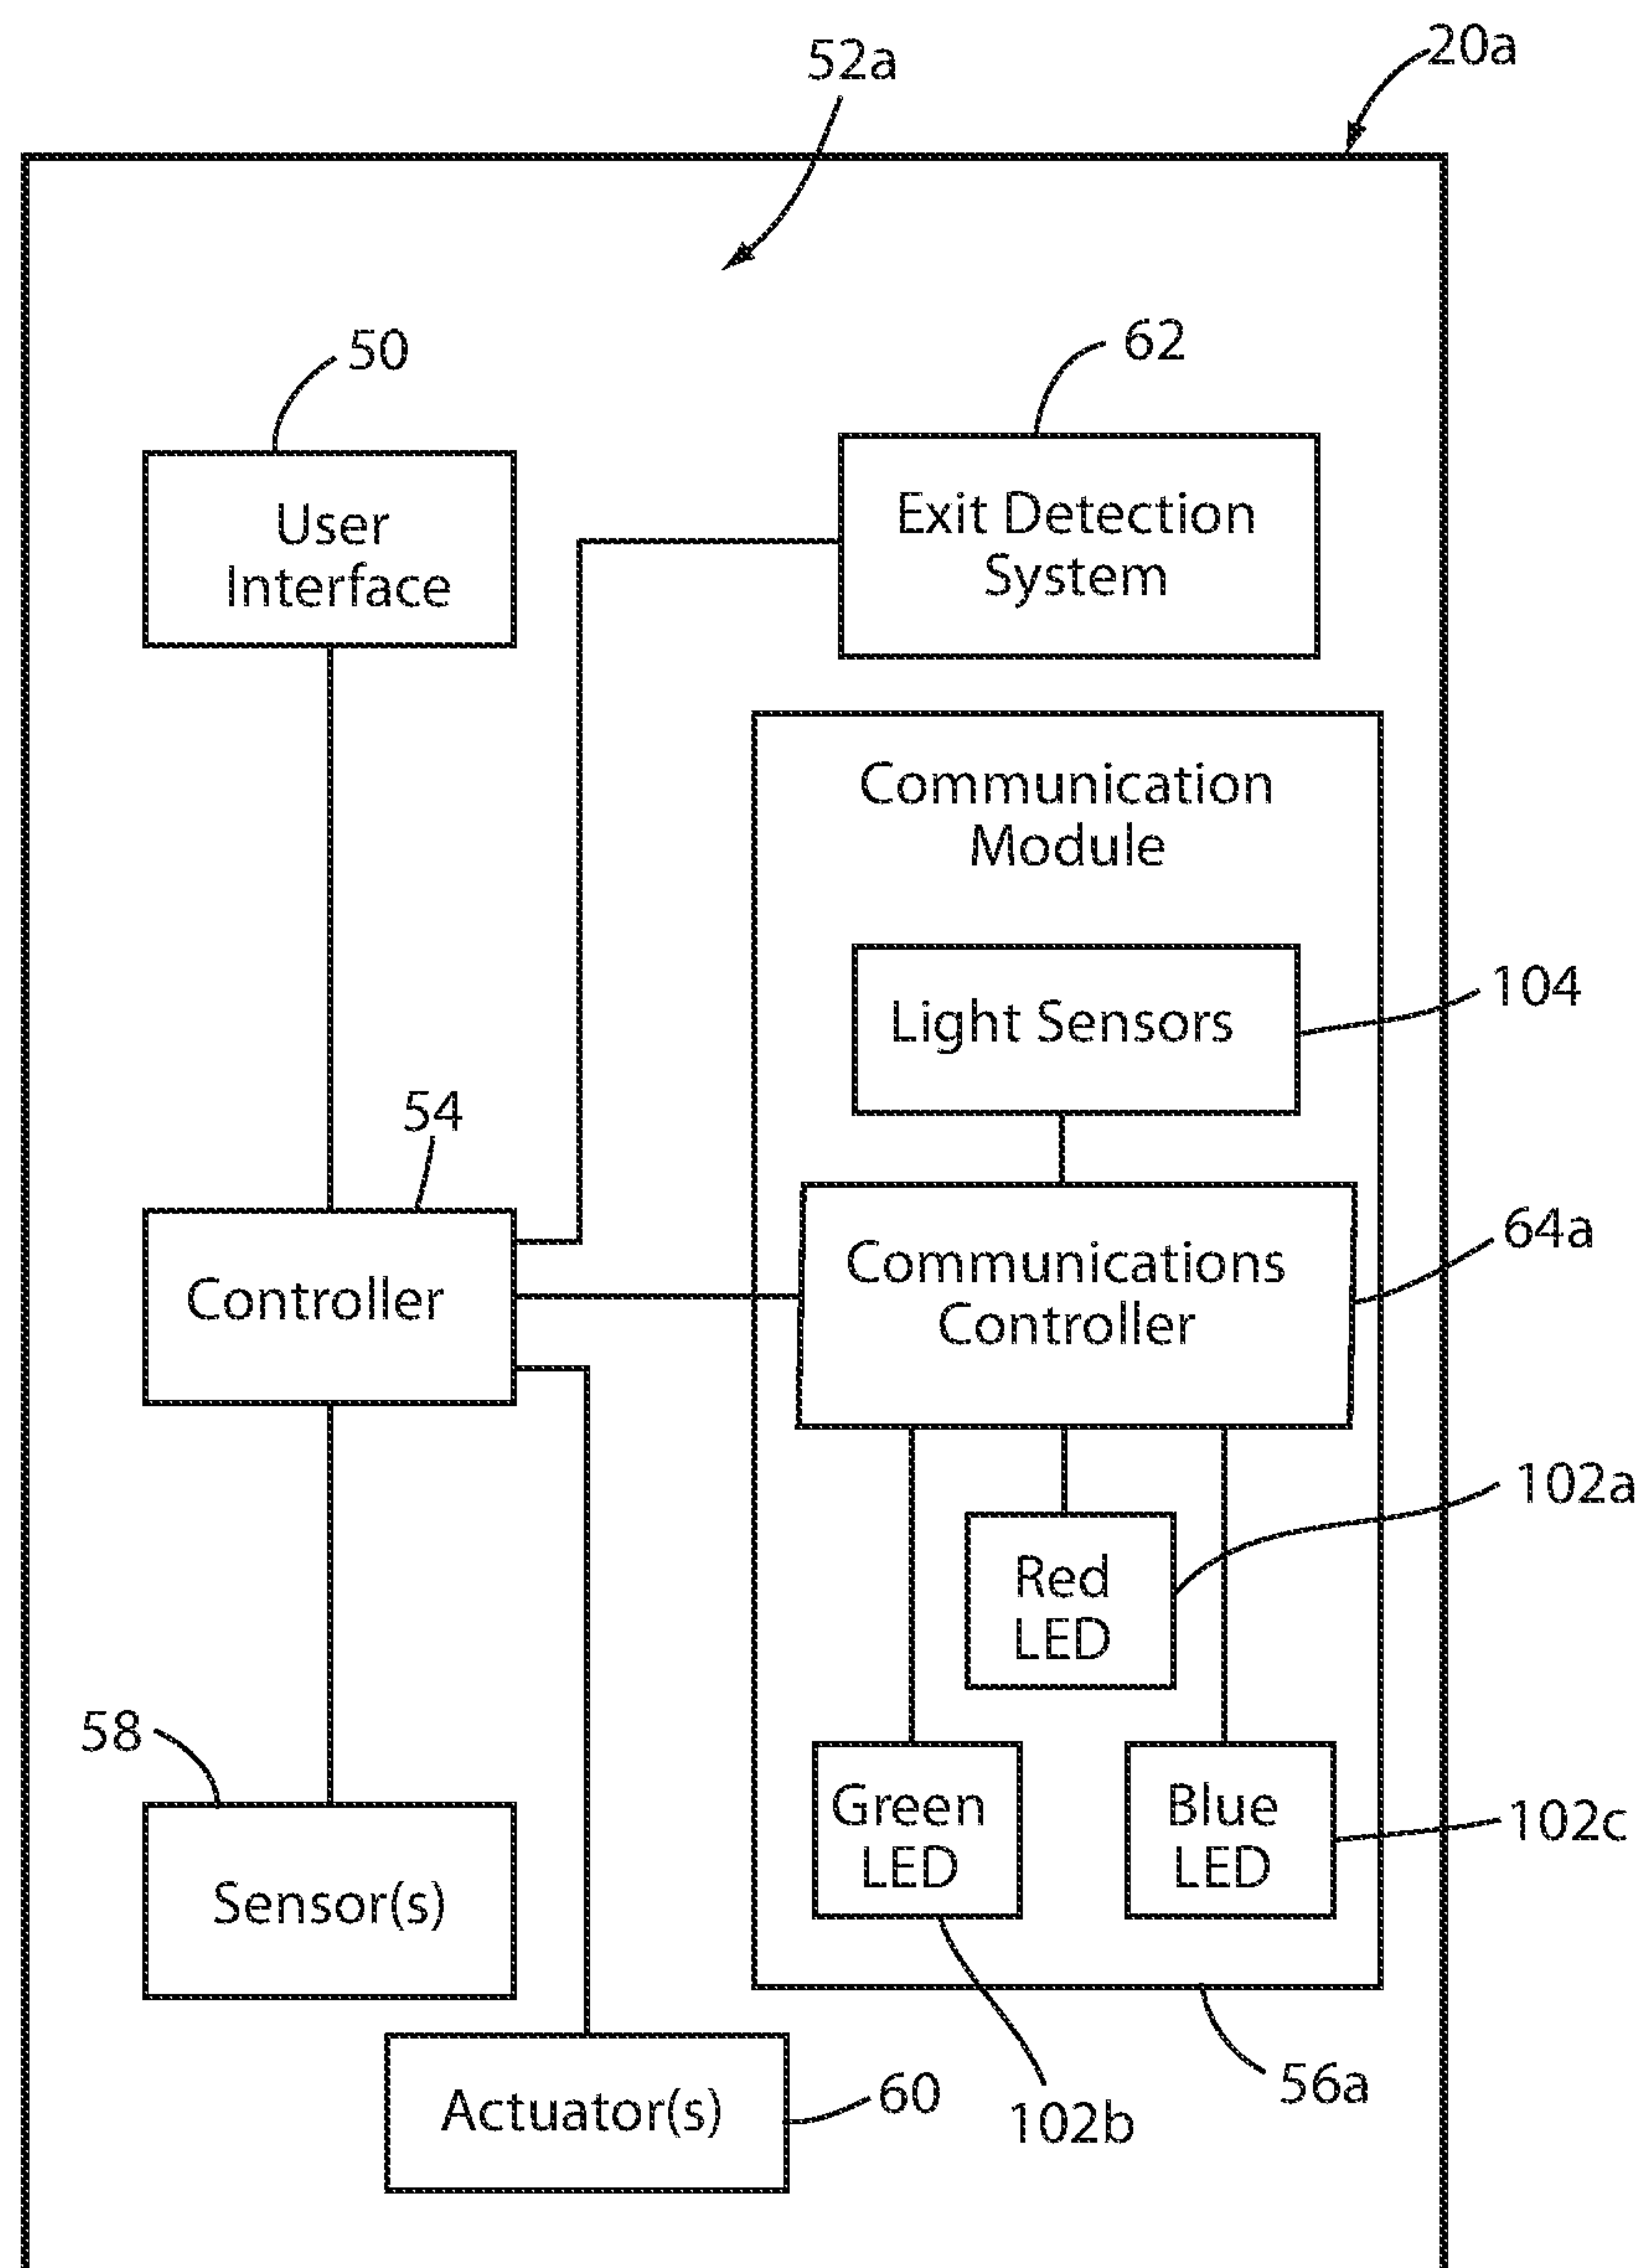 52a
20a
50
62
User
Interface
Exit Detection
System
Communication
Module
Light Sensors
104
54
Controller
Communications
Controller
64a
102a
Red
LED
58
Sensor(s)
Green
LED
Blue
LED
102c
Actuator(s)
60
102b
56a